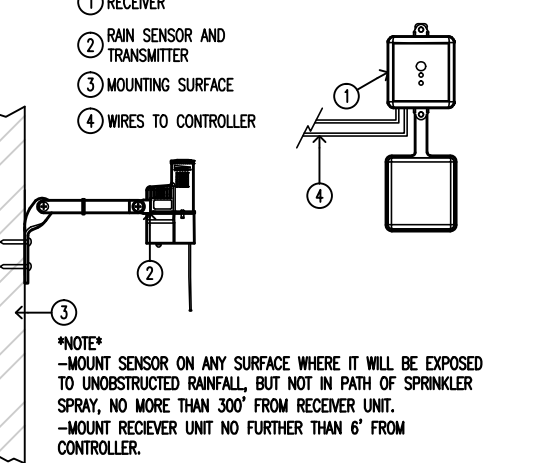 1 RECEIVER
2 RAIN SENSOR AND
TRANSMITTER
3 MOUNTING SURFACE
4 WIRES TO CONTROLLER
1
4
2
3
*NOTE*
-MOUNT SENSOR ON ANY SURFACE WHERE IT WILL BE EXPOSED
TO UNOBSTRUCTED RAINFALL, BUT NOT IN PATH OF SPRINKLER
SPRAY, NO MORE THAN 300' FROM RECEIVER UNIT.
-MOUNT RECIEVER UNIT NO FURTHER THAN 6' FROM
CONTROLLER.